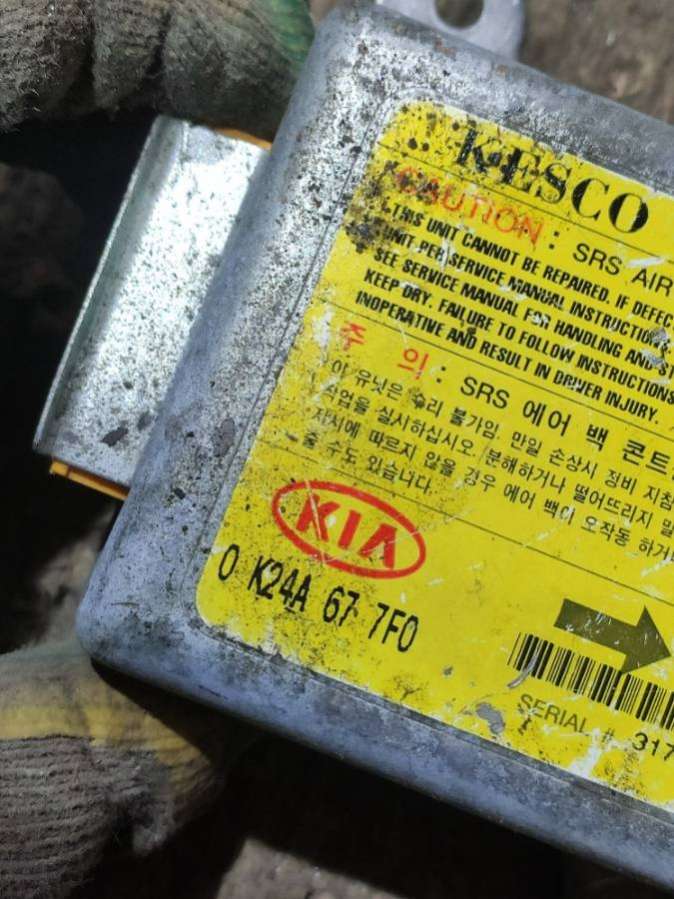 KESCO
CAUTION : SRS AIR
THIS UNIT CANNOT BE REPAIRED. IF DEFEC
UNIT PER SERVICE MANUAL INSTRUCTION
SEE SERVICE MANUAL FOR HANDLING AND ST
KEEP DRY. FAILURE TO FOLLOW INSTRUCTIONS
INOPERATIVE AND RESULT IN DRIVER INJURY.
주 의 : SRS 에어 백 콘트
이 유닛은 수리 불가임. 만일 손상시 정비 지침
작업을 실시하십시오. 분해하거나 떨어뜨리지 말
지시에 따르지 않을 경우 에어 백이 오작동 하거
줄 수도 있습니다.
KIA
0 K24A 67 7F0
SERIAL # 317